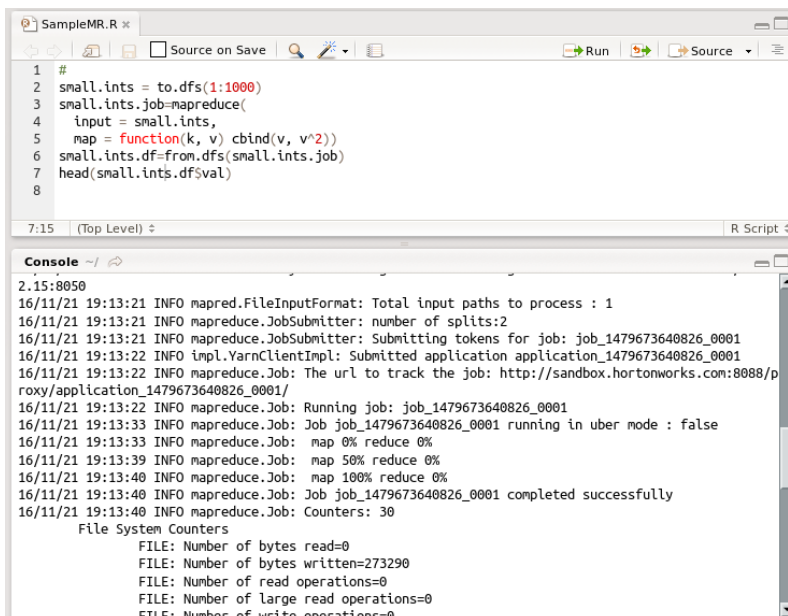 SampleMR.R
Source on Save Run Source
1 #
2 small.ints = to.dfs(1:1000)
3 small.ints.job=mapreduce(
4 input = small.ints,
5 map = function(k, v) cbind(v, v^2))
6 small.ints.df=from.dfs(small.ints.job)
7 head(small.ints.df$val)
8
7:15 (Top Level) R Script
Console ~/
2.15:8050
16/11/21 19:13:21 INFO mapred.FileInputFormat: Total input paths to process : 1
16/11/21 19:13:21 INFO mapreduce.JobSubmitter: number of splits:2
16/11/21 19:13:21 INFO mapreduce.JobSubmitter: Submitting tokens for job: job_1479673640826_0001
16/11/21 19:13:22 INFO impl.YarnClientImpl: Submitted application application_1479673640826_0001
16/11/21 19:13:22 INFO mapreduce.Job: The url to track the job: http://sandbox.hortonworks.com:8088/p
roxy/application_1479673640826_0001/
16/11/21 19:13:22 INFO mapreduce.Job: Running job: job_1479673640826_0001
16/11/21 19:13:33 INFO mapreduce.Job: Job job_1479673640826_0001 running in uber mode : false
16/11/21 19:13:33 INFO mapreduce.Job: map 0% reduce 0%
16/11/21 19:13:39 INFO mapreduce.Job: map 50% reduce 0%
16/11/21 19:13:40 INFO mapreduce.Job: map 100% reduce 0%
16/11/21 19:13:40 INFO mapreduce.Job: Job job_1479673640826_0001 completed successfully
16/11/21 19:13:40 INFO mapreduce.Job: Counters: 30
File System Counters
FILE: Number of bytes read=0
FILE: Number of bytes written=273290
FILE: Number of read operations=0
FILE: Number of large read operations=0
FILE: Number of write operations=0